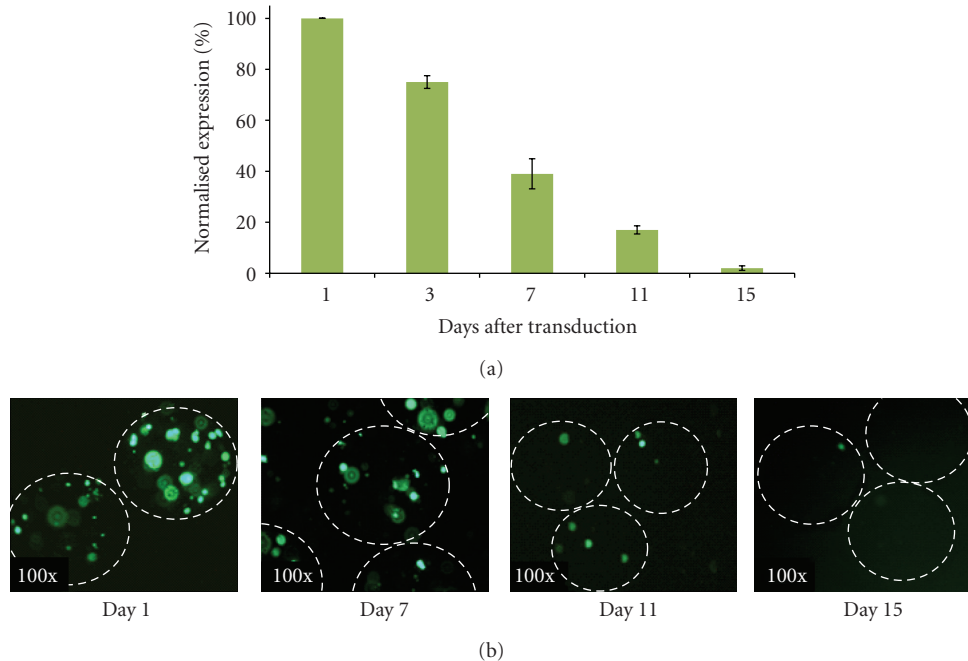 Normalised expression (%)
100
80
60
40
20
0
1 3 7 11 15
Days after transduction
(a)
100x 100x 100x 100x
Day 1 Day 7 Day 11 Day 15
(b)